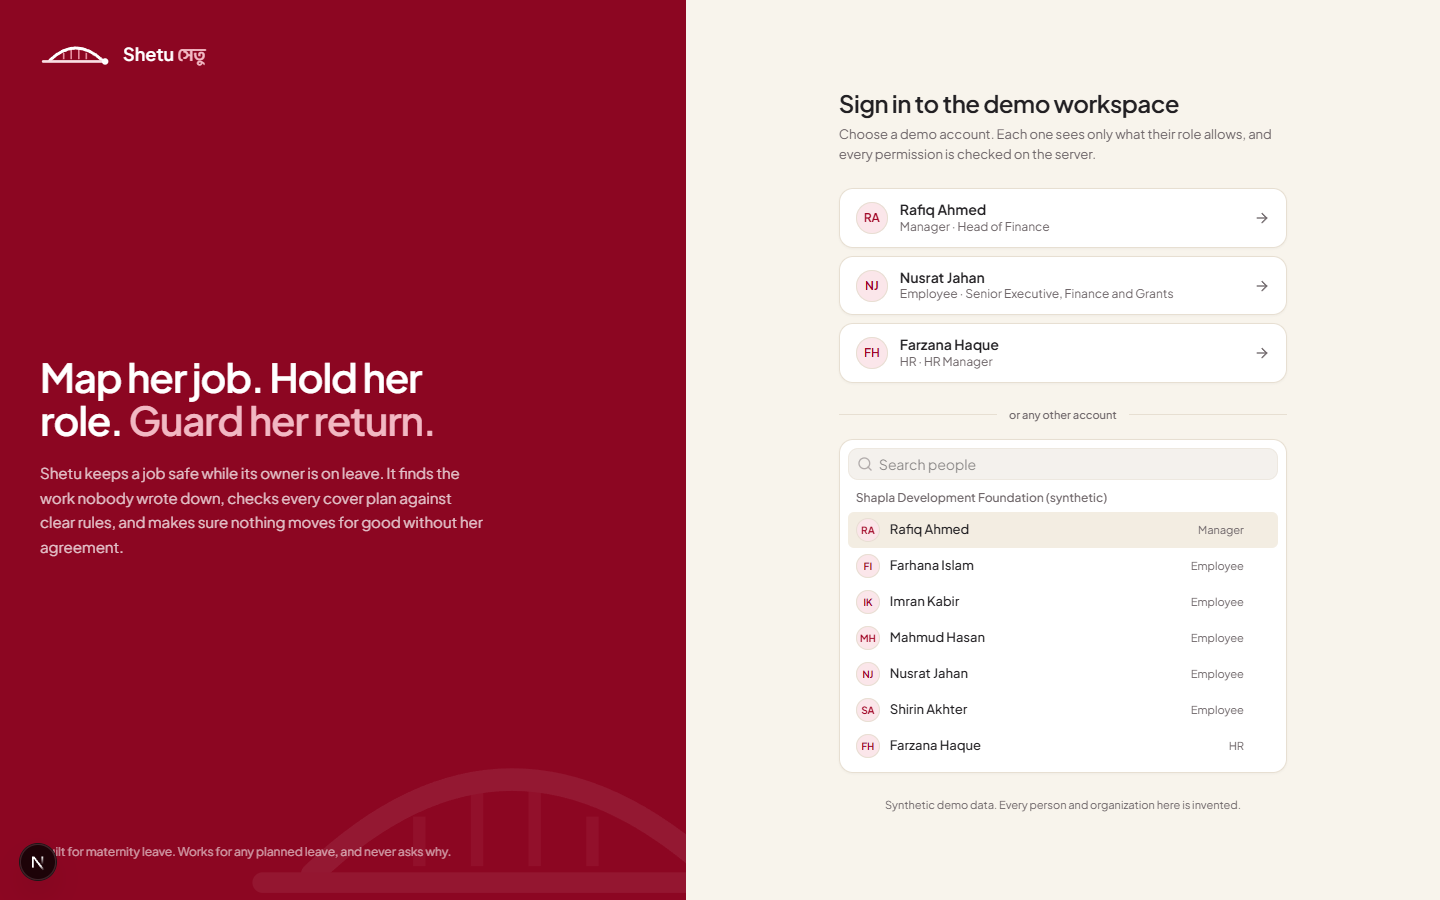 Shetu সেতু
Map her job. Hold her
role. Guard her return.
Shetu keeps a job safe while its owner is on leave. It finds the
work nobody wrote down, checks every cover plan against
clear rules, and makes sure nothing moves for good without her
agreement.
for maternity leave. Works for any planned leave, and never asks why.
N
Sign in to the demo workspace
Choose a demo account. Each one sees only what their role allows, and
every permission is checked on the server.
RA
Rafiq Ahmed
Manager · Head of Finance
NJ
Nusrat Jahan
Employee · Senior Executive, Finance and Grants
FH
Farzana Haque
HR · HR Manager
or any other account
Search people
Shapla Development Foundation (synthetic)
RA Rafiq Ahmed Manager
FI Farhana Islam Employee
IK Imran Kabir Employee
MH Mahmud Hasan Employee
NJ Nusrat Jahan Employee
SA Shirin Akhter Employee
FH Farzana Haque HR
Synthetic demo data. Every person and organization here is invented.